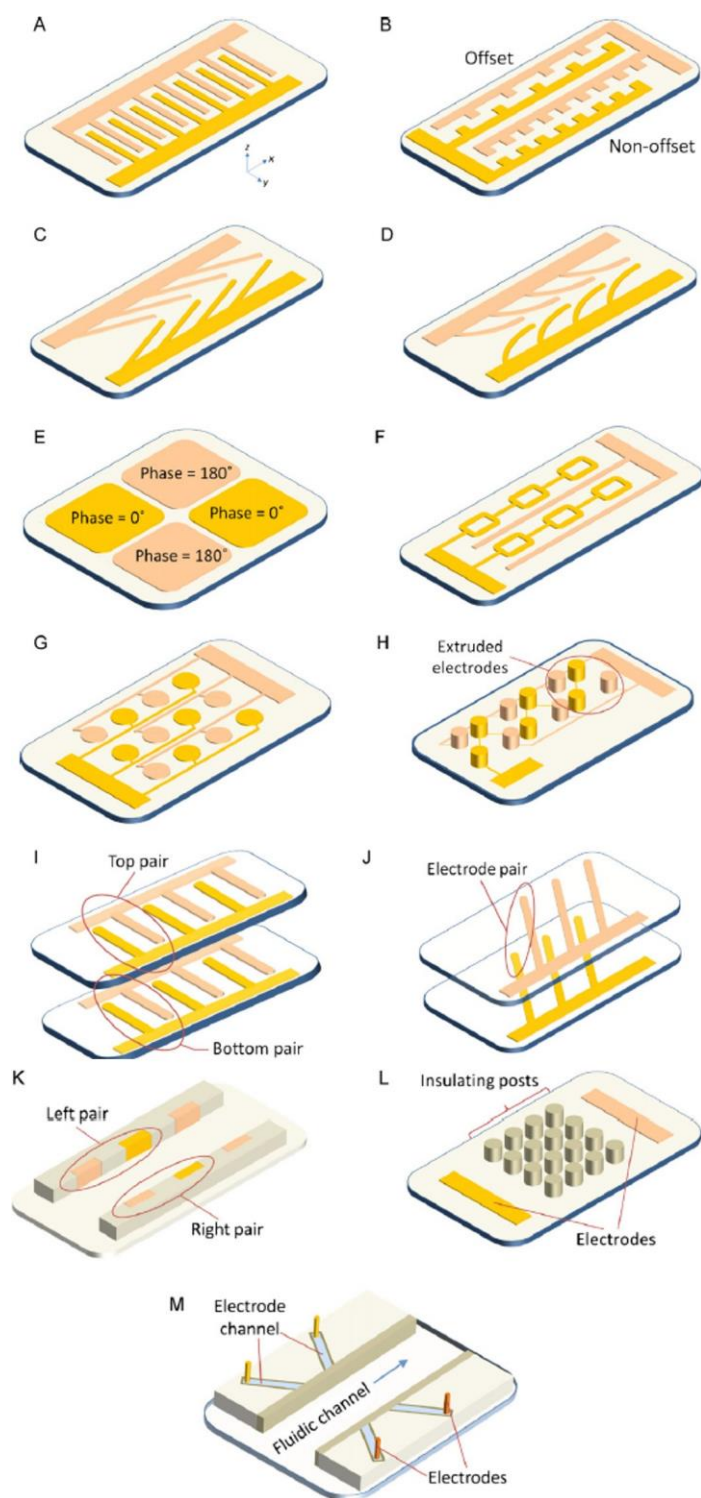 A
B
Offset
Non-offset
z
x
y
C
D
E
Phase = 180˚
Phase = 0˚
Phase = 0˚
Phase = 180˚
F
G
H
Extruded
electrodes
I
Top pair
Bottom pair
J
Electrode pair
K
Left pair
Right pair
L
Insulating posts
Electrodes
M
Electrode
channel
Fluidic channel
Electrodes